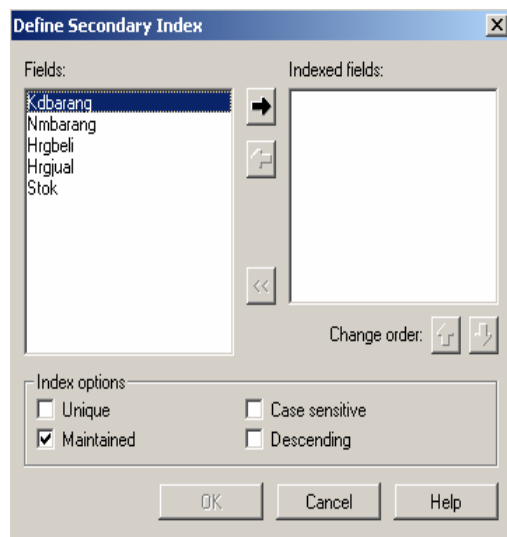 Define Secondary Index
Fields:
Indexed fields:
Kdbarang
Nmbarang
Hrgbeli
Hrgjual
Stok
Change order:
Index options
Unique
Case sensitive
Maintained
Descending
OK
Cancel
Help